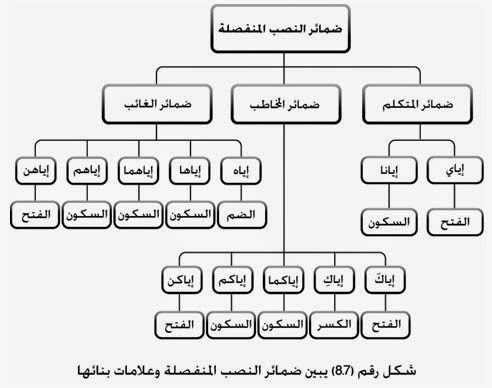 ضمائر النصب المنفصلة
ضمائر المتكلم ضمائر المخاطب ضمائر الغائب
إياي إيانا إياه إياها إياهما إياهم إياهن
الفتح السكون الضم السكون السكون السكون الفتح
إياكَ إياكِ إياكما إياكم إياكن
الفتح الكسر السكون السكون الفتح
شكل رقم (8.7) يبين ضمائر النصب المنفصلة وعلامات بنائها